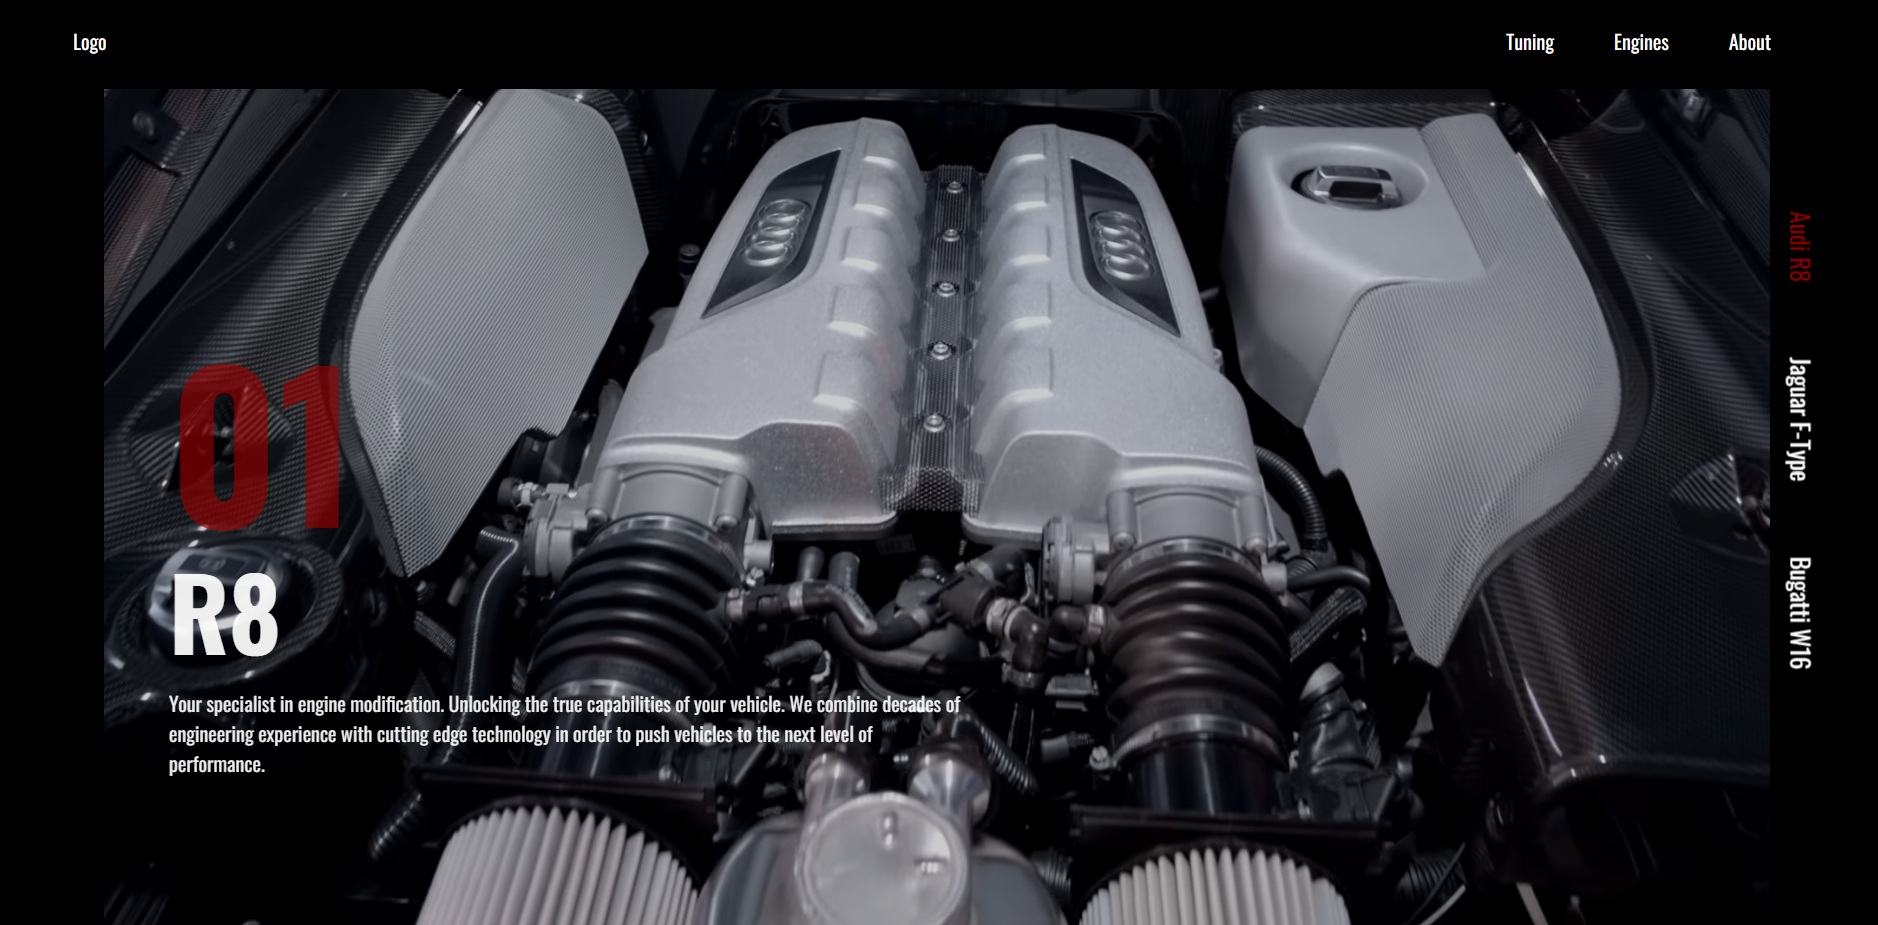 Logo
Tuning
Engines
About
01
R8
Your specialist in engine modification. Unlocking the true capabilities of your vehicle. We combine decades of
engineering experience with cutting edge technology in order to push vehicles to the next level of
performance.
Audi R8
Jaguar F-Type
Bugatti W16